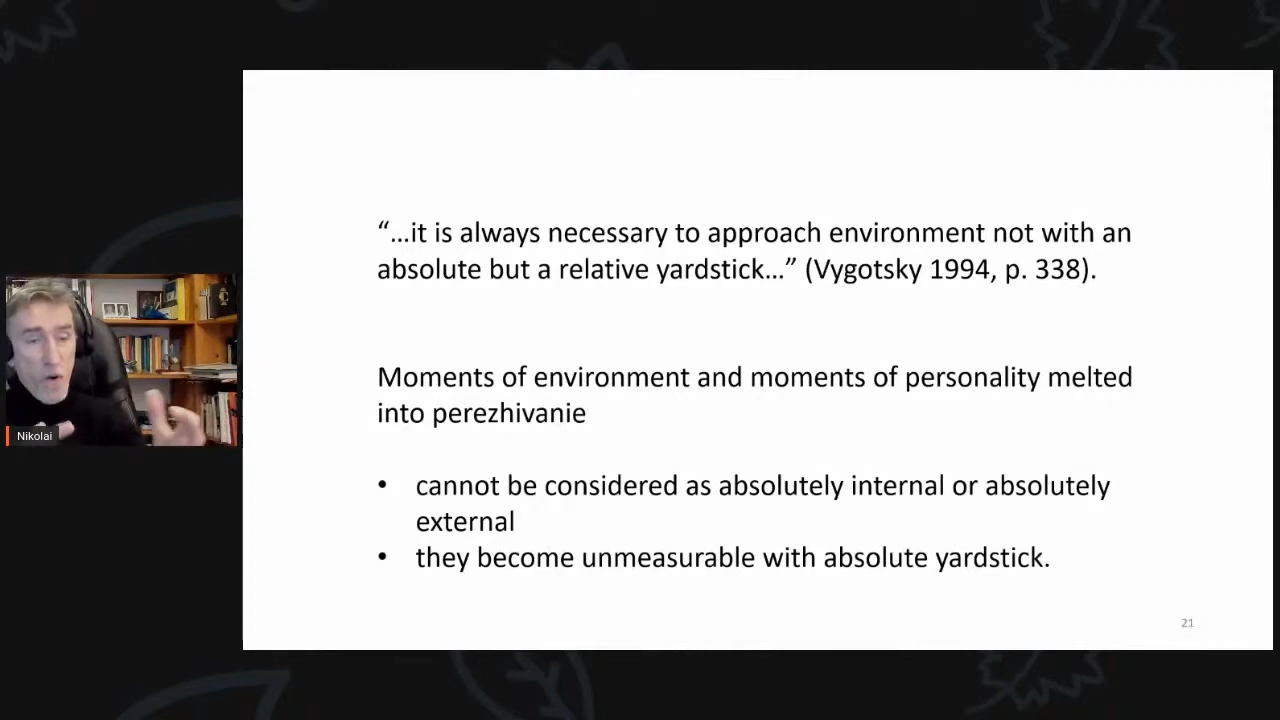 “…it is always necessary to approach environment not with an
absolute but a relative yardstick…” (Vygotsky 1994, p. 338).
Moments of environment and moments of personality melted
into perezhivanie
• cannot be considered as absolutely internal or absolutely
external
• they become unmeasurable with absolute yardstick.
Nikolai
21